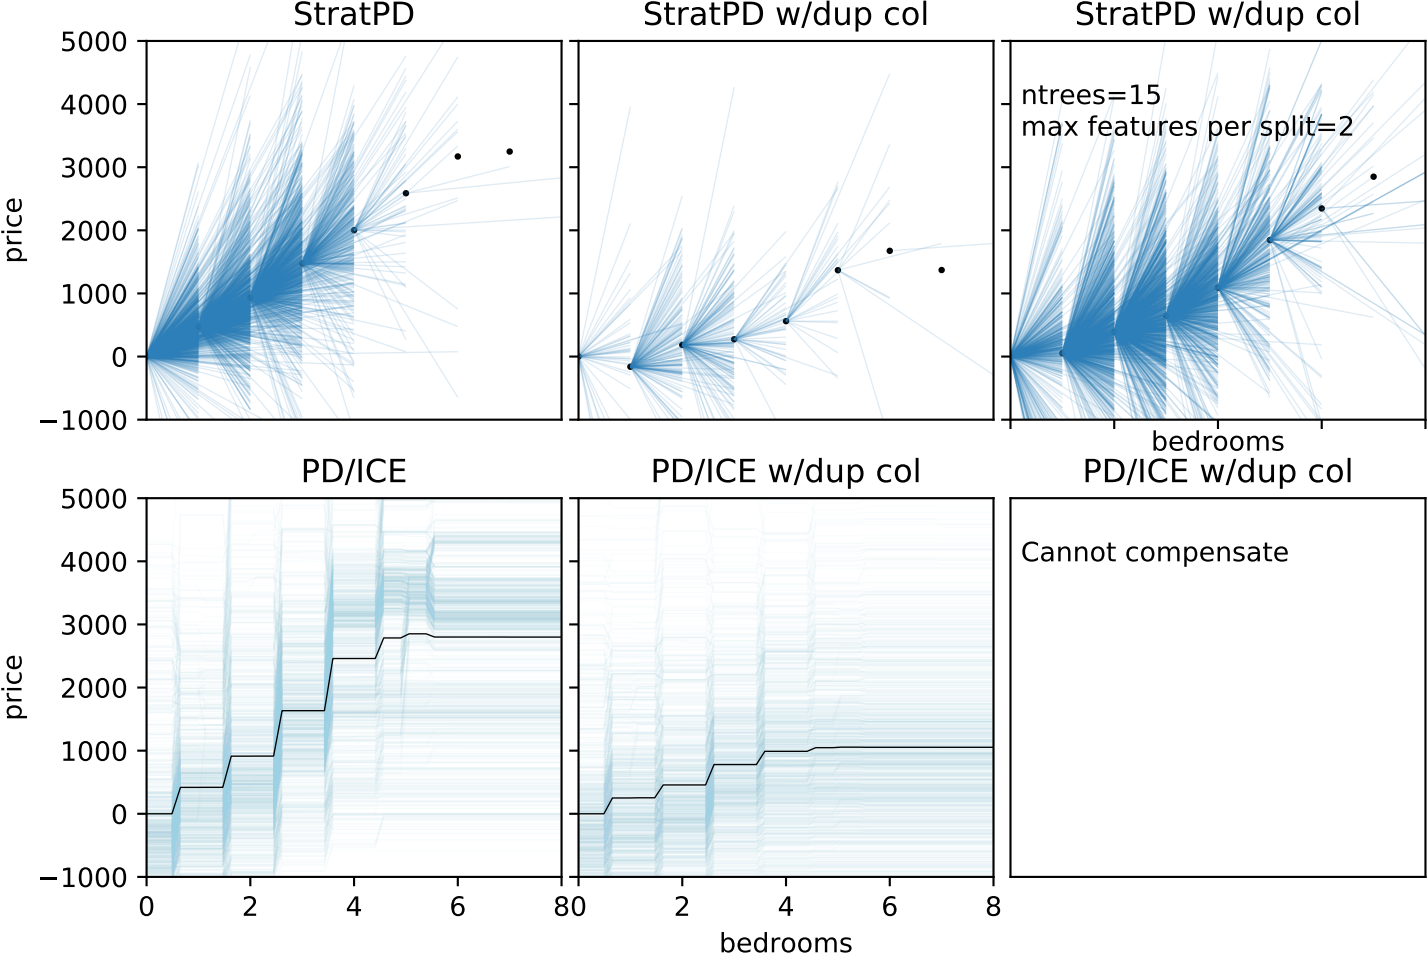 StratPD
StratPD w/dup col
StratPD w/dup col
5000
4000
3000
2000
1000
0
−1000
price
ntrees=15
max features per split=2
bedrooms
PD/ICE
PD/ICE w/dup col
PD/ICE w/dup col
5000
4000
3000
2000
1000
0
−1000
price
Cannot compensate
0 2 4 6 8
0 2 4 6 8
bedrooms